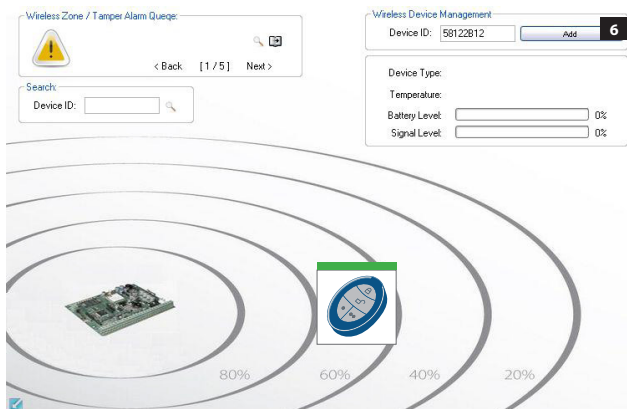 Wireless Zone / Tamper Alarm Quege:
< Back [ 1 / 5 ] Next >
Search:
Device ID:
Wireless Device Management
Device ID: 58122B12 Add 6
Device Type:
Temperature:
Battery Level: 0%
Signal Level: 0%
80% 60% 40% 20%